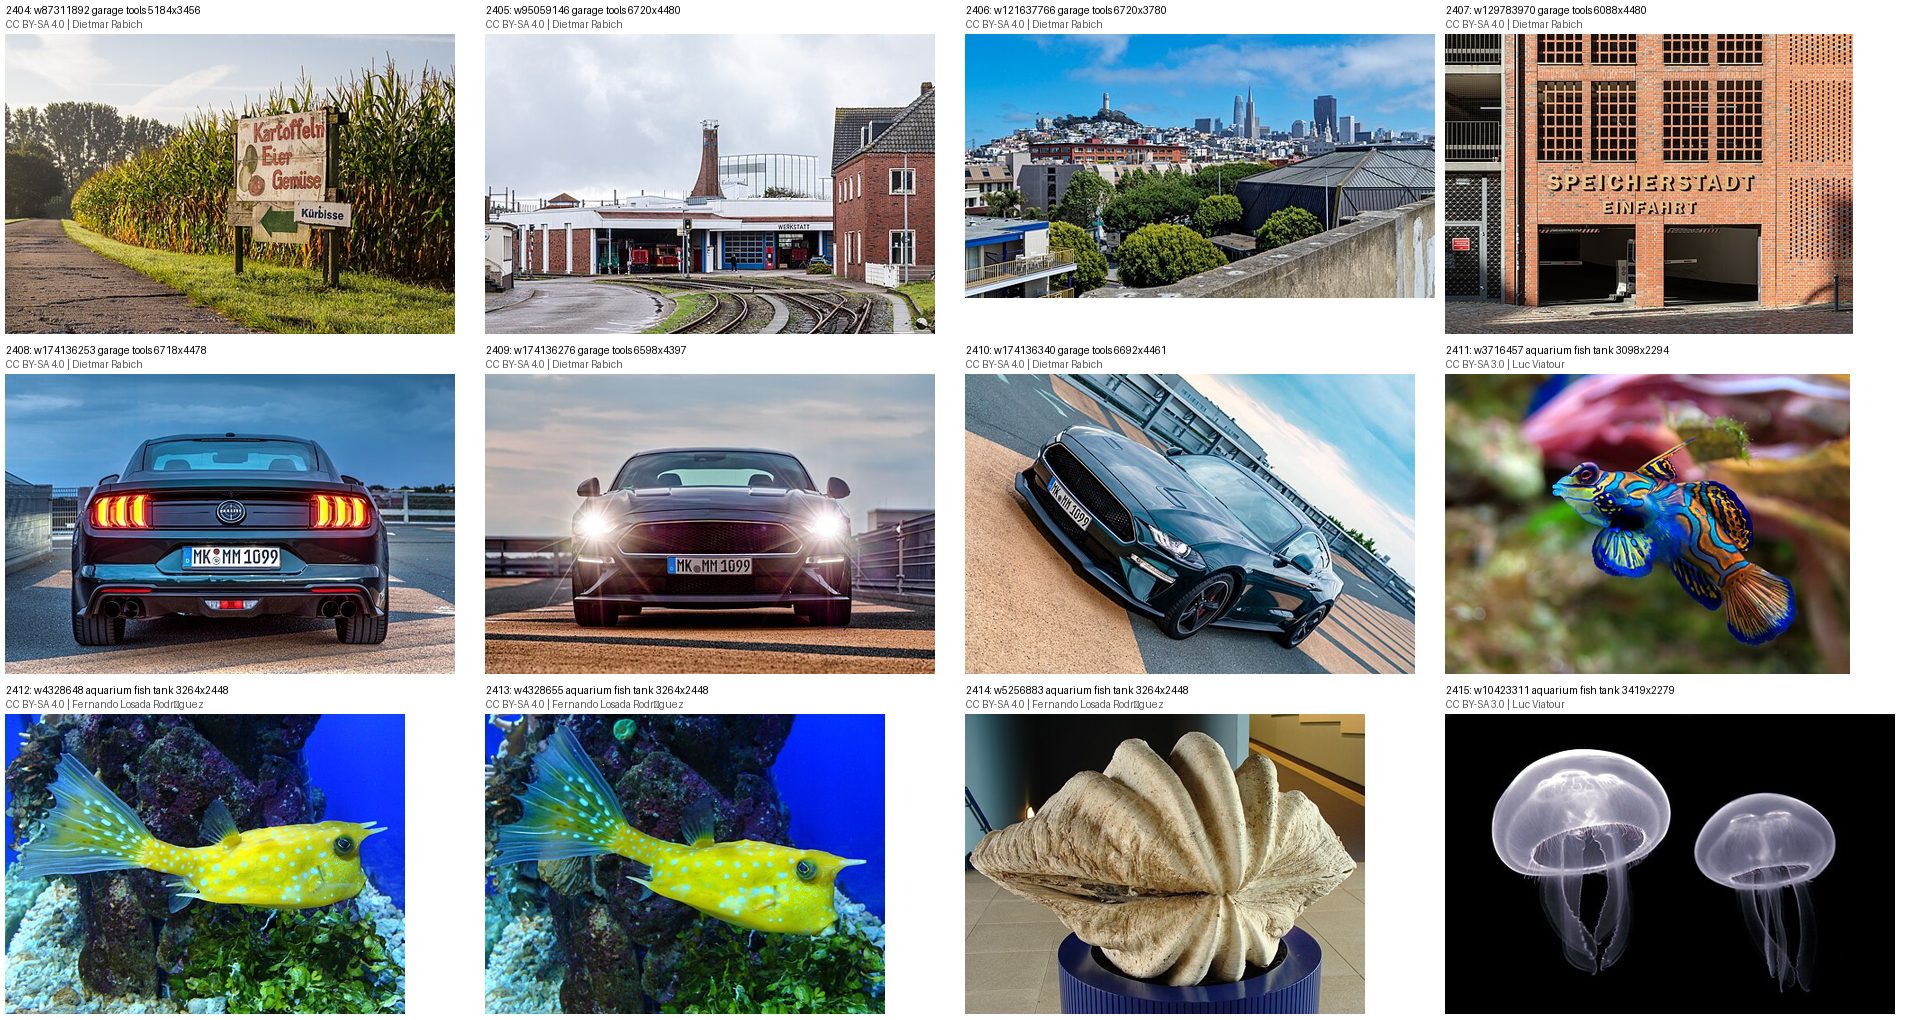 2404: w87311892 garage tools 5184x3456
CC BY-SA 4.0 | Dietmar Rabich
2405: w95059146 garage tools 6720x4480
CC BY-SA 4.0 | Dietmar Rabich
2406: w121637766 garage tools 6720x3780
CC BY-SA 4.0 | Dietmar Rabich
2407: w129783970 garage tools 6088x4480
CC BY-SA 4.0 | Dietmar Rabich
Kartoffeln
Eier
Gemüse
Kürbisse
WERKSTATT
SPEICHERSTADT
EINFAHRT
2408: w174136253 garage tools 6718x4478
CC BY-SA 4.0 | Dietmar Rabich
2409: w174136276 garage tools 6598x4397
CC BY-SA 4.0 | Dietmar Rabich
2410: w174136340 garage tools 6692x4461
CC BY-SA 4.0 | Dietmar Rabich
2411: w3716457 aquarium fish tank 3098x2294
CC BY-SA 3.0 | Luc Viatour
MK MM 1099
MK MM 1099
MK MM 1099
2412: w4328648 aquarium fish tank 3264x2448
CC BY-SA 4.0 | Fernando Losada Rodr▯guez
2413: w4328655 aquarium fish tank 3264x2448
CC BY-SA 4.0 | Fernando Losada Rodr▯guez
2414: w5256883 aquarium fish tank 3264x2448
CC BY-SA 4.0 | Fernando Losada Rodr▯guez
2415: w10423311 aquarium fish tank 3419x2279
CC BY-SA 3.0 | Luc Viatour